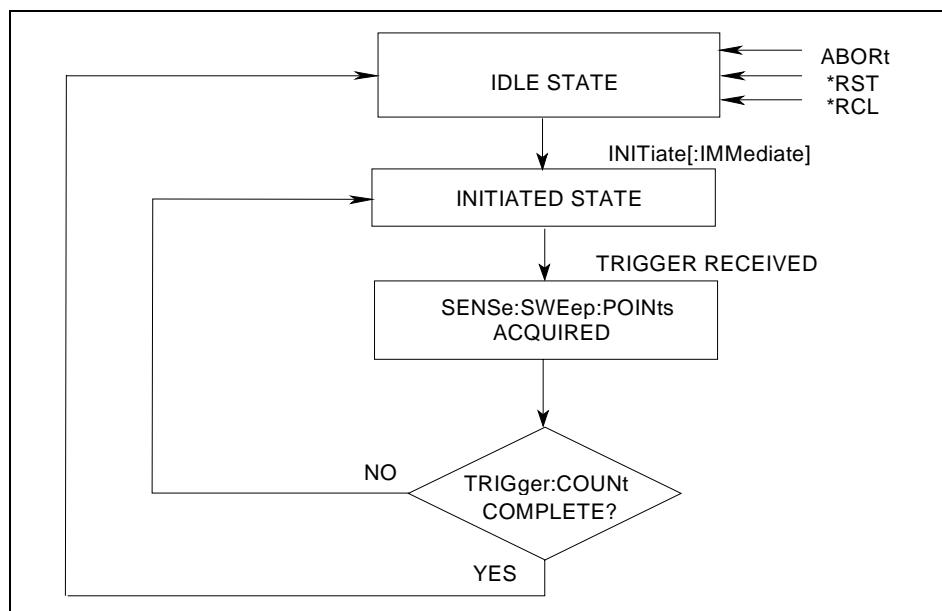 ABORt
*RST
*RCL
IDLE STATE
INITiate[:IMMediate]
INITIATED STATE
TRIGGER RECEIVED
SENSe:SWEep:POINts
ACQUIRED
NO
TRIGger:COUNt
COMPLETE?
YES